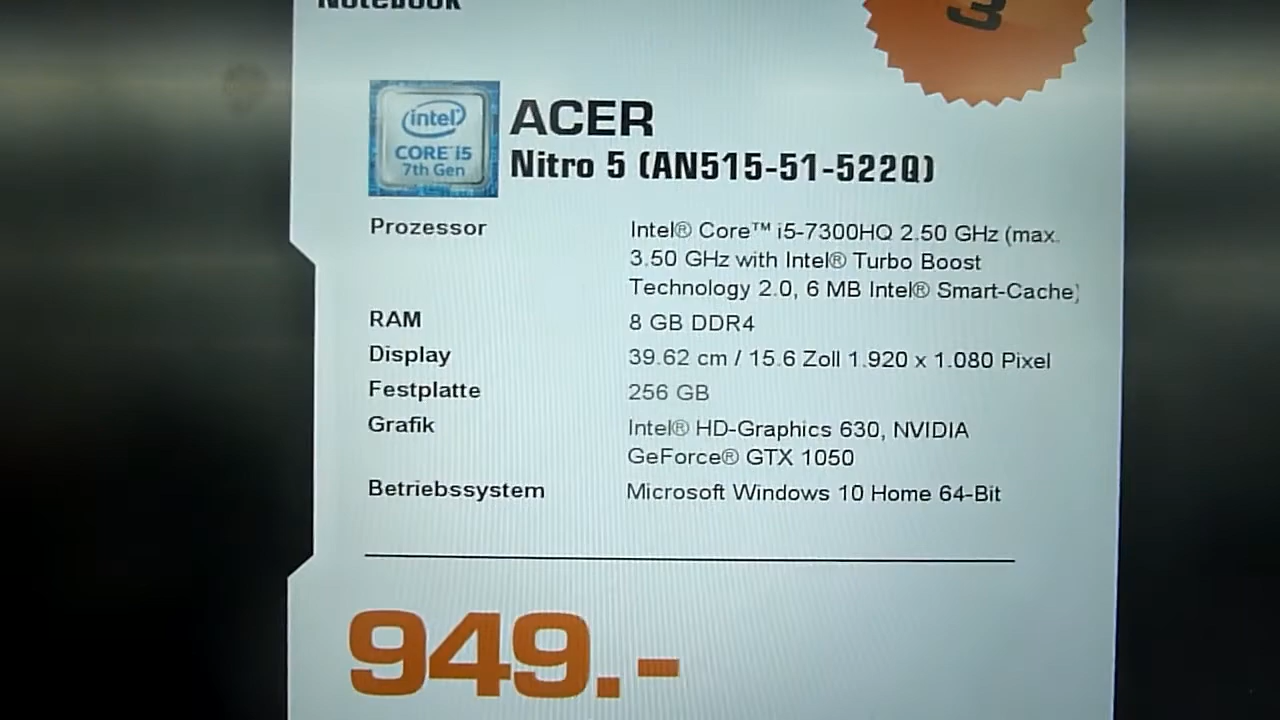 Notebook
3
intel
CORE i5
7th Gen
ACER
Nitro 5 (AN515-51-522Q)
Prozessor
Intel® Core™ i5-7300HQ 2.50 GHz (max.
3.50 GHz with Intel® Turbo Boost
Technology 2.0, 6 MB Intel® Smart-Cache)
RAM
8 GB DDR4
Display
39.62 cm / 15.6 Zoll 1.920 x 1.080 Pixel
Festplatte
256 GB
Grafik
Intel® HD-Graphics 630, NVIDIA
GeForce® GTX 1050
Betriebssystem
Microsoft Windows 10 Home 64-Bit
949.-